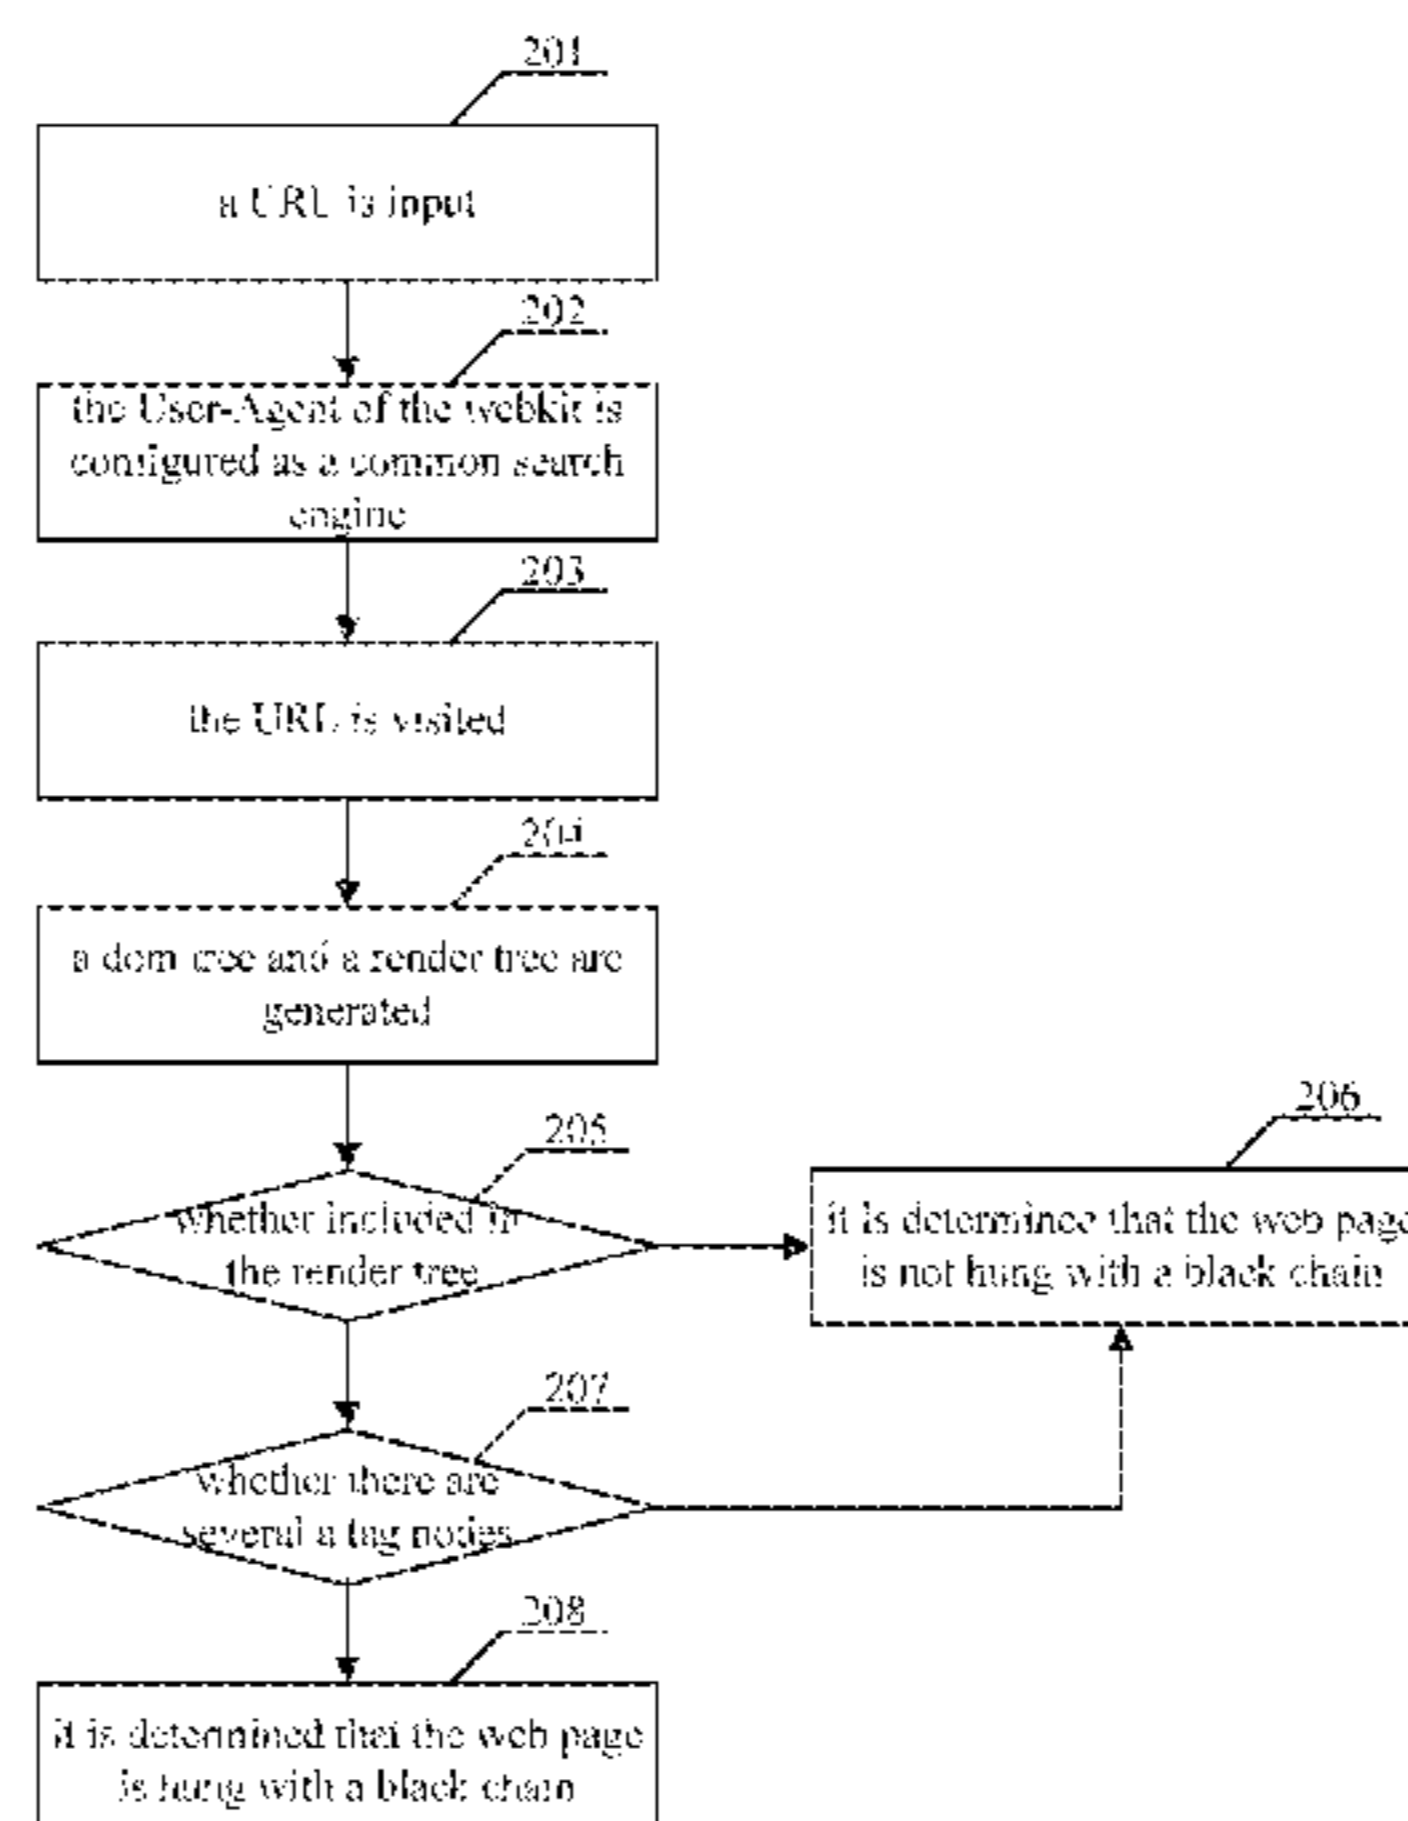 201
a URL is input
202
the User-Agent of the webkit is
configured as a common search
engine
203
the URL is visited
204
a dom tree and a render tree are
generated
205
whether included in
the render tree
206
it is determined that the web page
is not hung with a black chain
207
whether there are
several a tag nodes
208
it is determined that the web page
is hung with a black chain